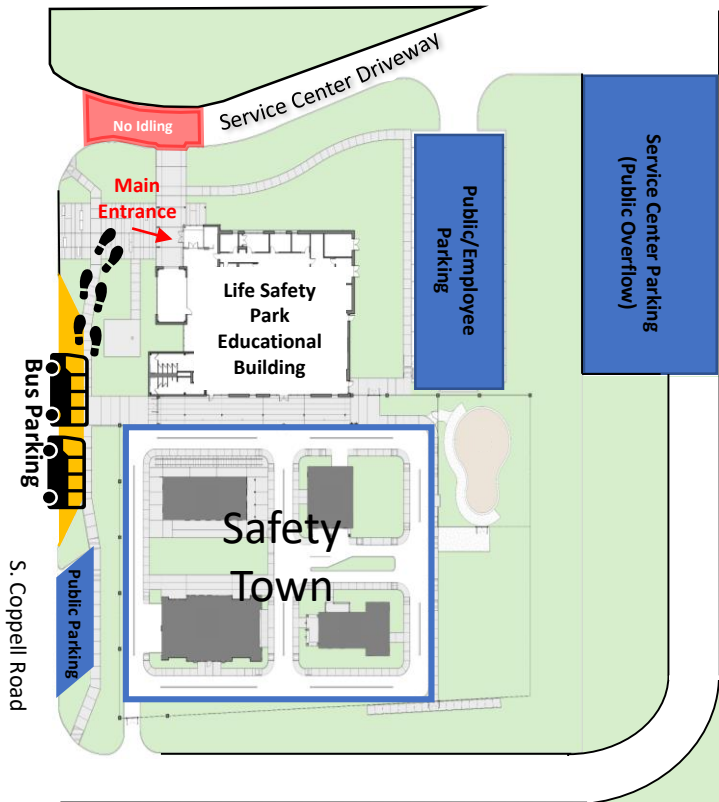 Service Center Driveway
No Idling
Main
Entrance
Life Safety
Park
Educational
Building
Public/Employee
Parking
Service Center Parking
(Public Overflow)
Bus Parking
Safety
Town
Public Parking
S. Coppell Road